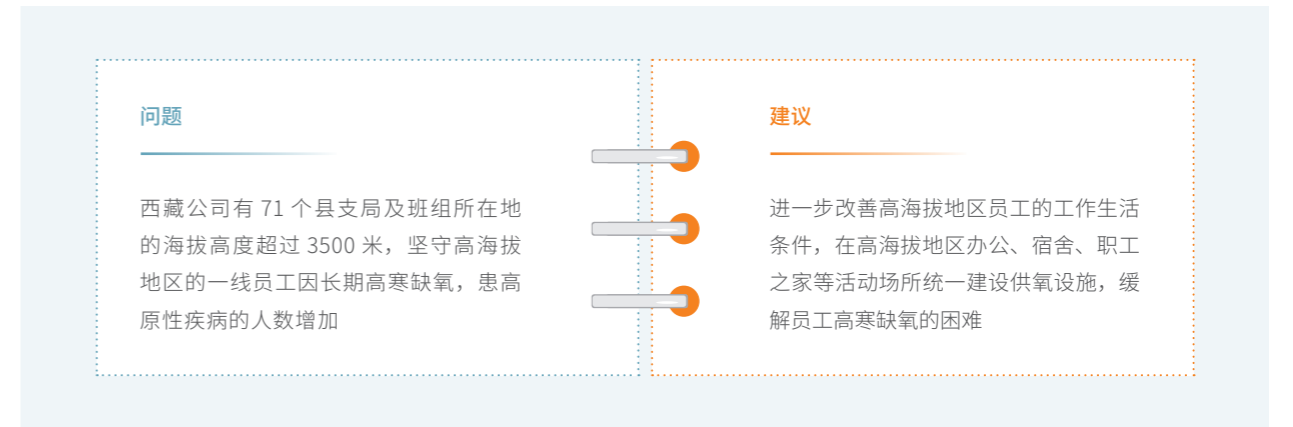 问题
西藏公司有 71 个县支局及班组所在地
的海拔高度超过 3500 米，坚守高海拔
地区的一线员工因长期高寒缺氧，患高
原性疾病的人数增加
建议
进一步改善高海拔地区员工的工作生活
条件，在高海拔地区办公、宿舍、职工
之家等活动场所统一建设供氧设施，缓
解员工高寒缺氧的困难